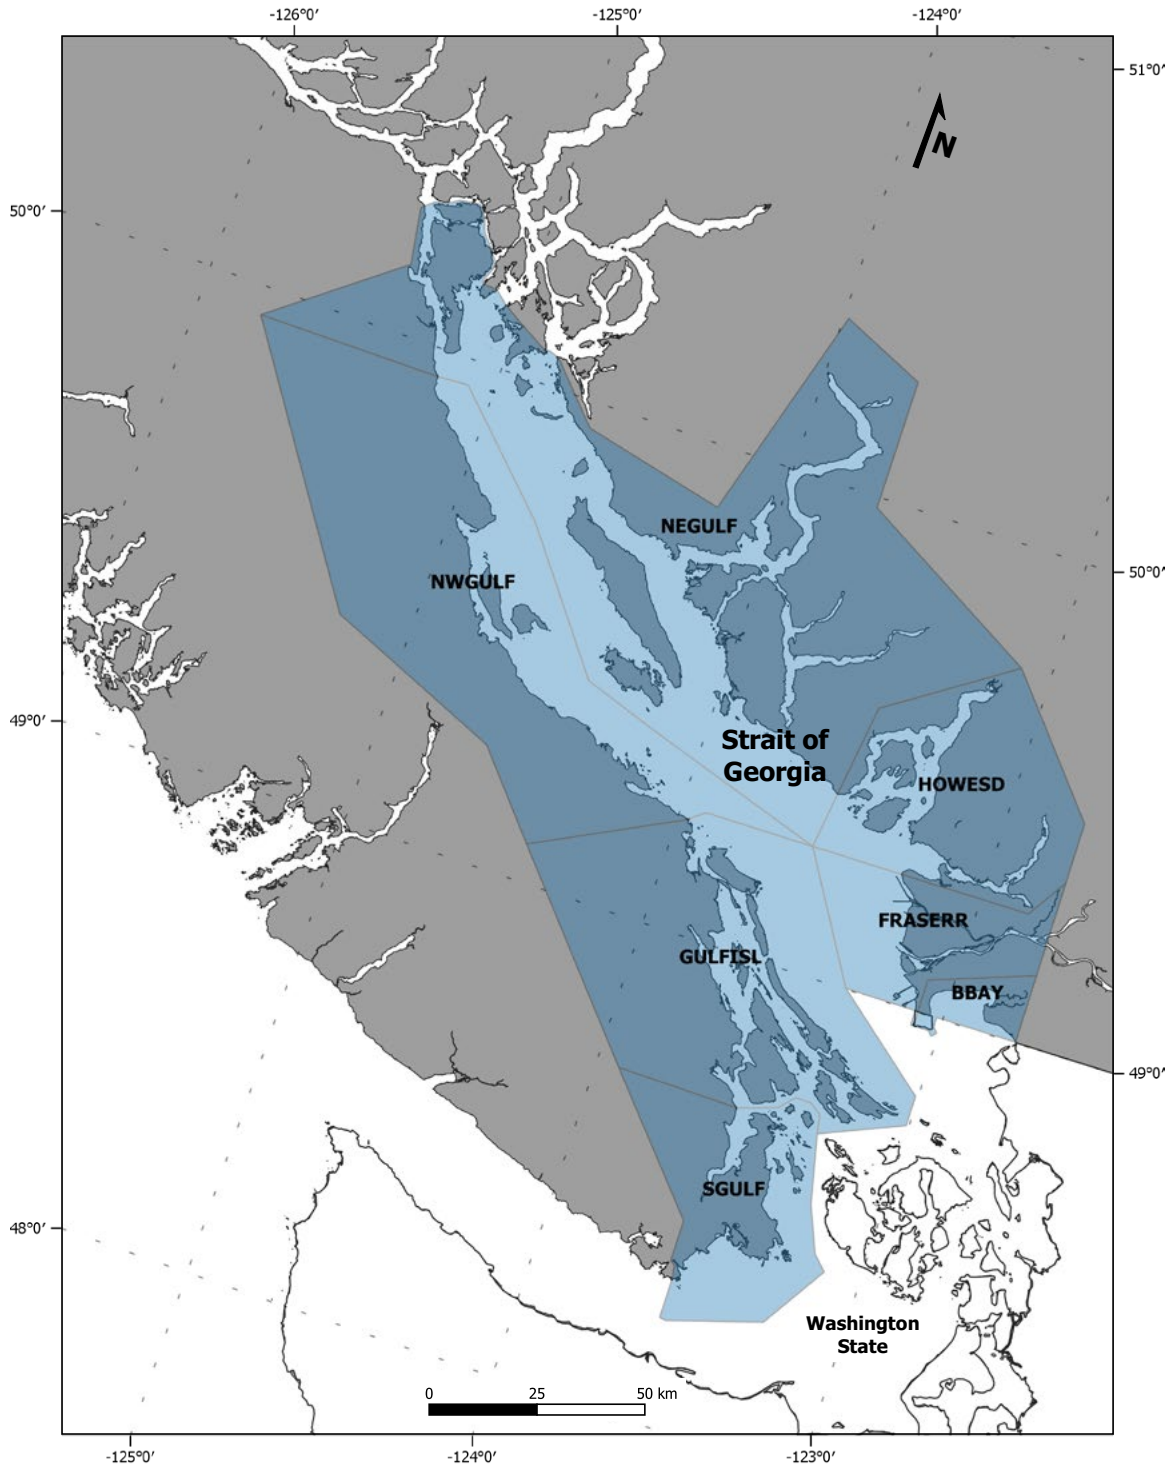 -126°0′
-125°0′
-124°0′
51°0′
N
50°0′
NEGULF
50°0′
NWGULF
49°0′
Strait of
Georgia
HOWESD
FRASERR
GULFISL
BBAY
49°0′
SGULF
48°0′
Washington
State
0
25
50 km
-125°0′
-124°0′
-123°0′